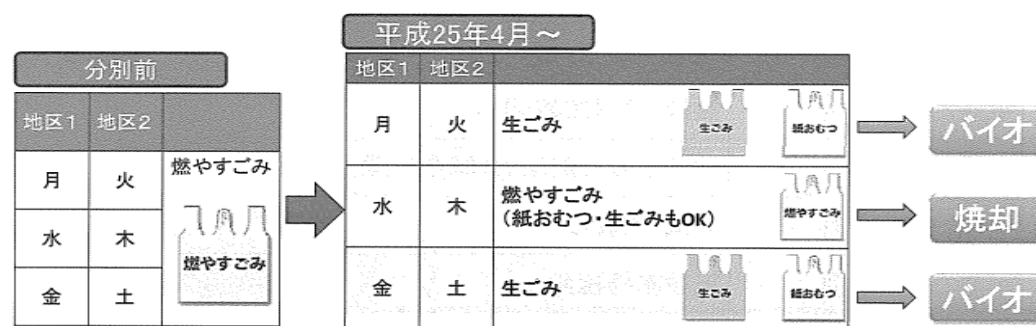 分別前
地区1 地区2
燃やすごみ
月 火
水 木
金 土
燃やすごみ
平成25年4月～
地区1 地区2
月 火 生ごみ 生ごみ 紙おむつ バイオ
水 木 燃やすごみ
(紙おむつ・生ごみもOK) 燃やすごみ 焼却
金 土 生ごみ 生ごみ 紙おむつ バイオ